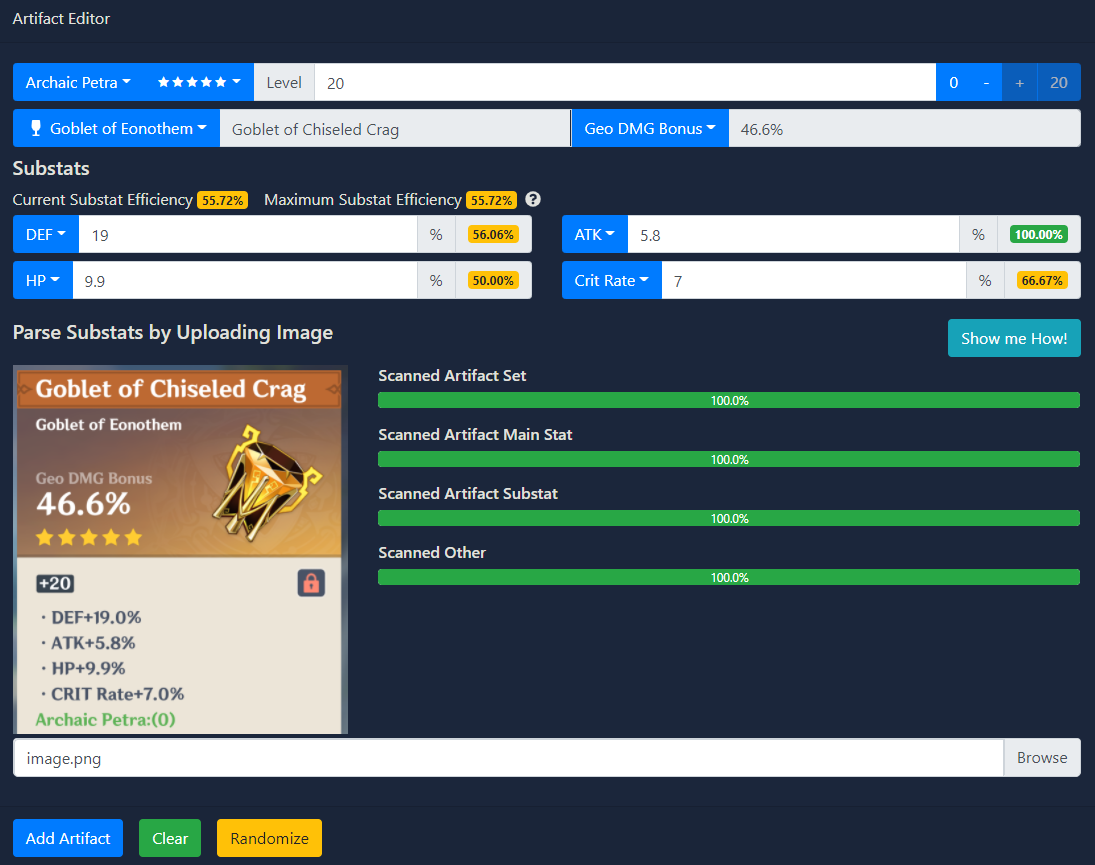 Artifact Editor
Archaic Petra ★★★★★ Level 20 0 - + 20
Goblet of Eonothem Goblet of Chiseled Crag Geo DMG Bonus 46.6%
Substats
Current Substat Efficiency 55.72% Maximum Substat Efficiency 55.72% ?
DEF 19 % 56.06% ATK 5.8 % 100.00%
HP 9.9 % 50.00% Crit Rate 7 % 66.67%
Parse Substats by Uploading Image Show me How!
Goblet of Chiseled Crag
Goblet of Eonothem
Geo DMG Bonus
46.6%
★★★★★
+20
· DEF+19.0%
· ATK+5.8%
· HP+9.9%
· CRIT Rate+7.0%
Archaic Petra:(0)
Scanned Artifact Set
100.0%
Scanned Artifact Main Stat
100.0%
Scanned Artifact Substat
100.0%
Scanned Other
100.0%
image.png Browse
Add Artifact Clear Randomize